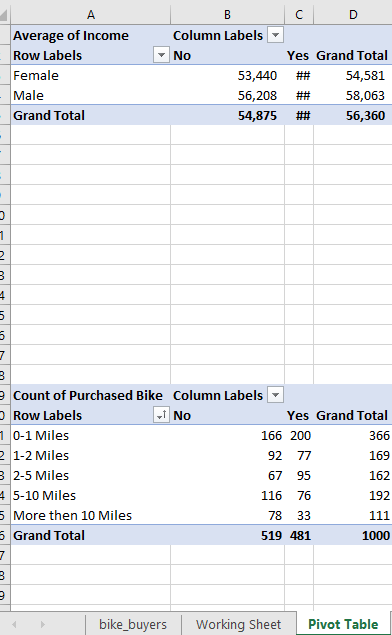 A B C D
Average of Income Column Labels
Row Labels No Yes Grand Total
Female 53,440 ## 54,581
Male 56,208 ## 58,063
Grand Total 54,875 ## 56,360
Count of Purchased Bike Column Labels
Row Labels No Yes Grand Total
0-1 Miles 166 200 366
1-2 Miles 92 77 169
2-5 Miles 67 95 162
5-10 Miles 116 76 192
More then 10 Miles 78 33 111
Grand Total 519 481 1000
bike_buyers Working Sheet Pivot Table